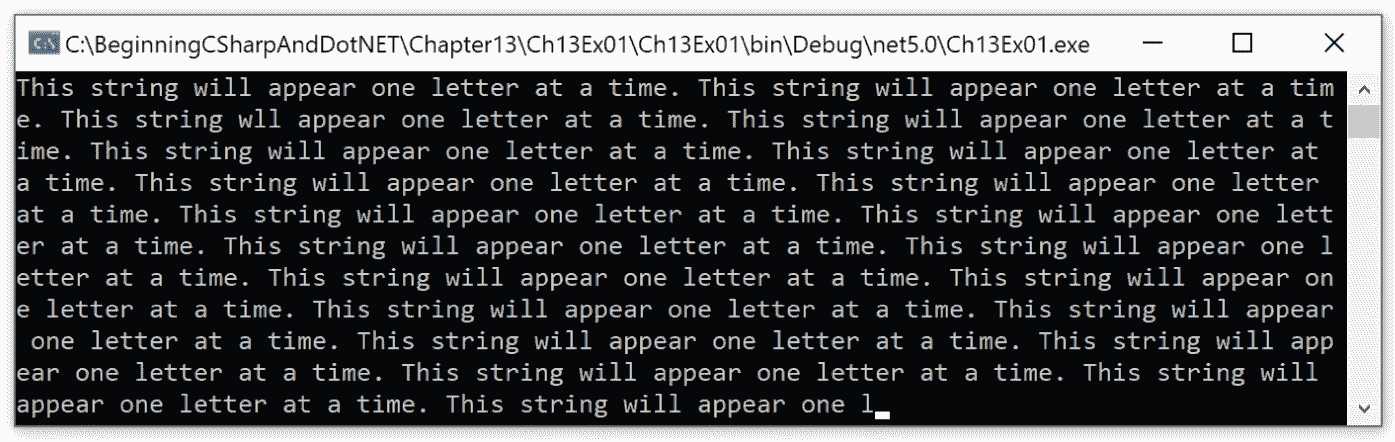 C:\BeginningCSharpAndDotNET\Chapter13\Ch13Ex01\Ch13Ex01\bin\Debug\net5.0\Ch13Ex01.exe
This string will appear one letter at a time. This string will appear one letter at a tim
e. This string wll appear one letter at a time. This string will appear one letter at a t
ime. This string will appear one letter at a time. This string will appear one letter at
a time. This string will appear one letter at a time. This string will appear one letter
at a time. This string will appear one letter at a time. This string will appear one lett
er at a time. This string will appear one letter at a time. This string will appear one l
etter at a time. This string will appear one letter at a time. This string will appear on
e letter at a time. This string will appear one letter at a time. This string will appear
 one letter at a time. This string will appear one letter at a time. This string will app
ear one letter at a time. This string will appear one letter at a time. This string will
appear one letter at a time. This string will appear one l